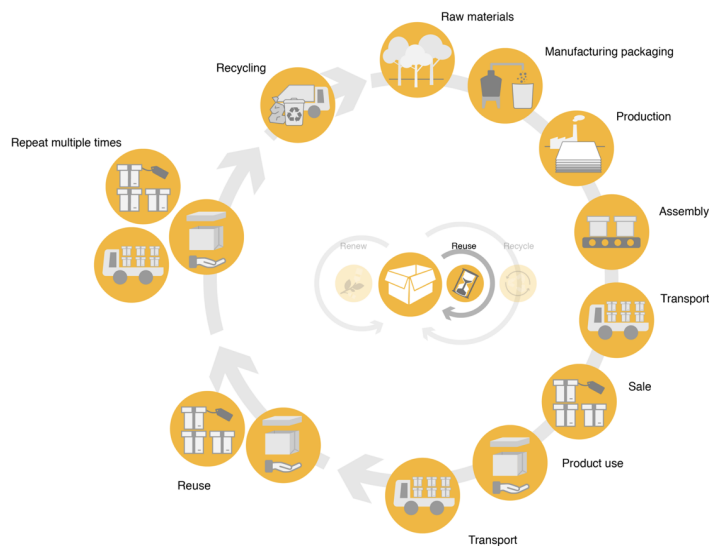 Raw materials
Manufacturing packaging
Recycling
Production
Repeat multiple times
Assembly
Renew
Reuse
Recycle
Transport
Sale
Product use
Reuse
Transport